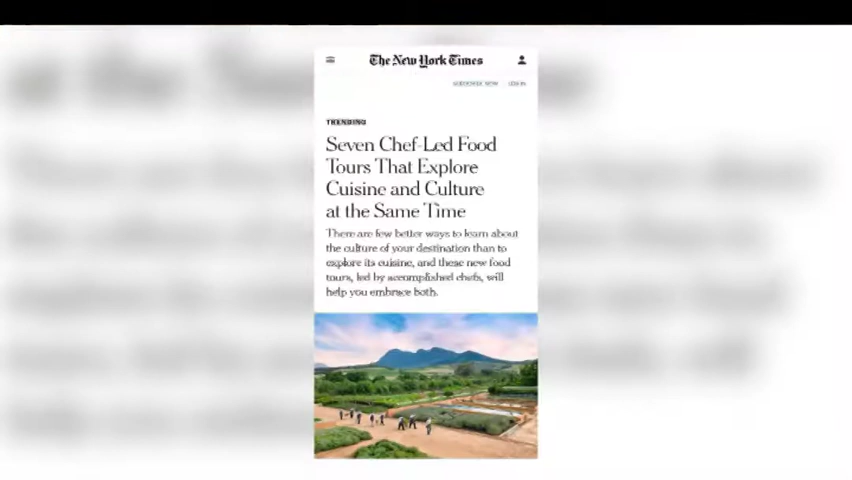 The New York Times
SUBSCRIBE NOW LOG IN
TRENDING
Seven Chef-Led Food
Tours That Explore
Cuisine and Culture
at the Same Time
There are few better ways to learn about
the culture of your destination than to
explore its cuisine, and these new food
tours, led by accomplished chefs, will
help you embrace both.